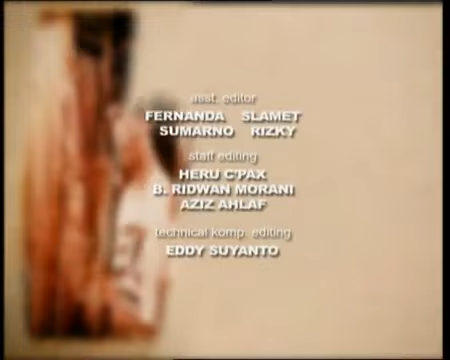 asst. editor
FERNANDA SLAMET
SUMARNO RIZKY
staff editing
HERU C'PAX
B. RIDWAN MORANI
AZIZ AHLAF
technical komp. editing
EDDY SUYANTO